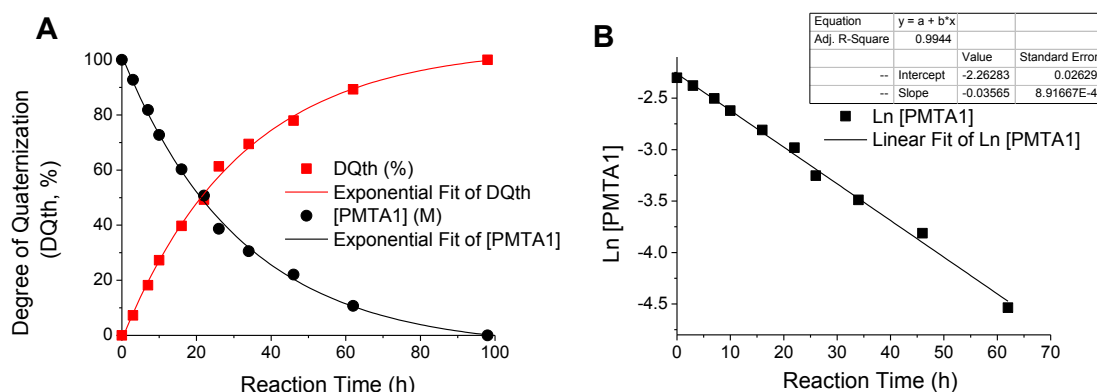 A
Degree of Quaternization
(DQth, %)
100
80
60
40
20
0
DQth (%)
Exponential Fit of DQth
[PMTA1] (M)
Exponential Fit of [PMTA1]
0 20 40 60 80 100
Reaction Time (h)
B
Equation y = a + b*x
Adj. R-Square 0.9944
Value Standard Error
-- Intercept -2.26283 0.02629
-- Slope -0.03565 8.91667E-4
Ln [PMTA1]
-2.5
-3.0
-3.5
-4.0
-4.5
Ln [PMTA1]
Linear Fit of Ln [PMTA1]
0 10 20 30 40 50 60 70
Reaction Time (h)